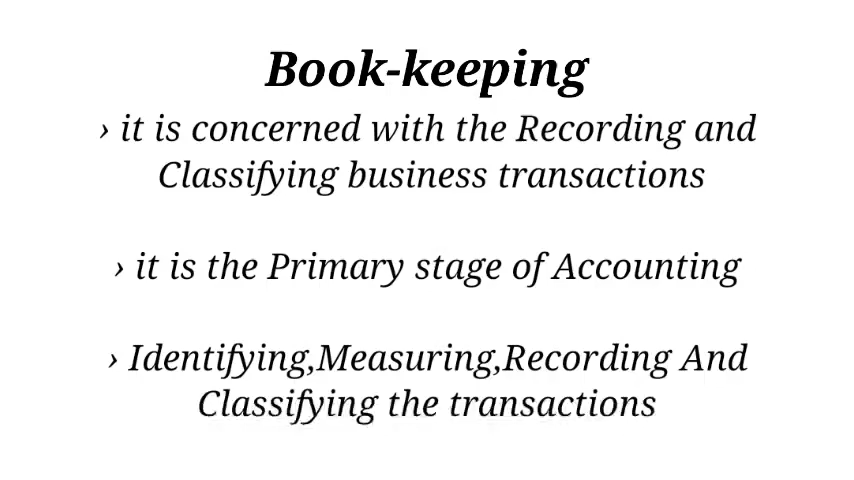 Book-keeping
› it is concerned with the Recording and
Classifying business transactions
› it is the Primary stage of Accounting
› Identifying,Measuring,Recording And
Classifying the transactions